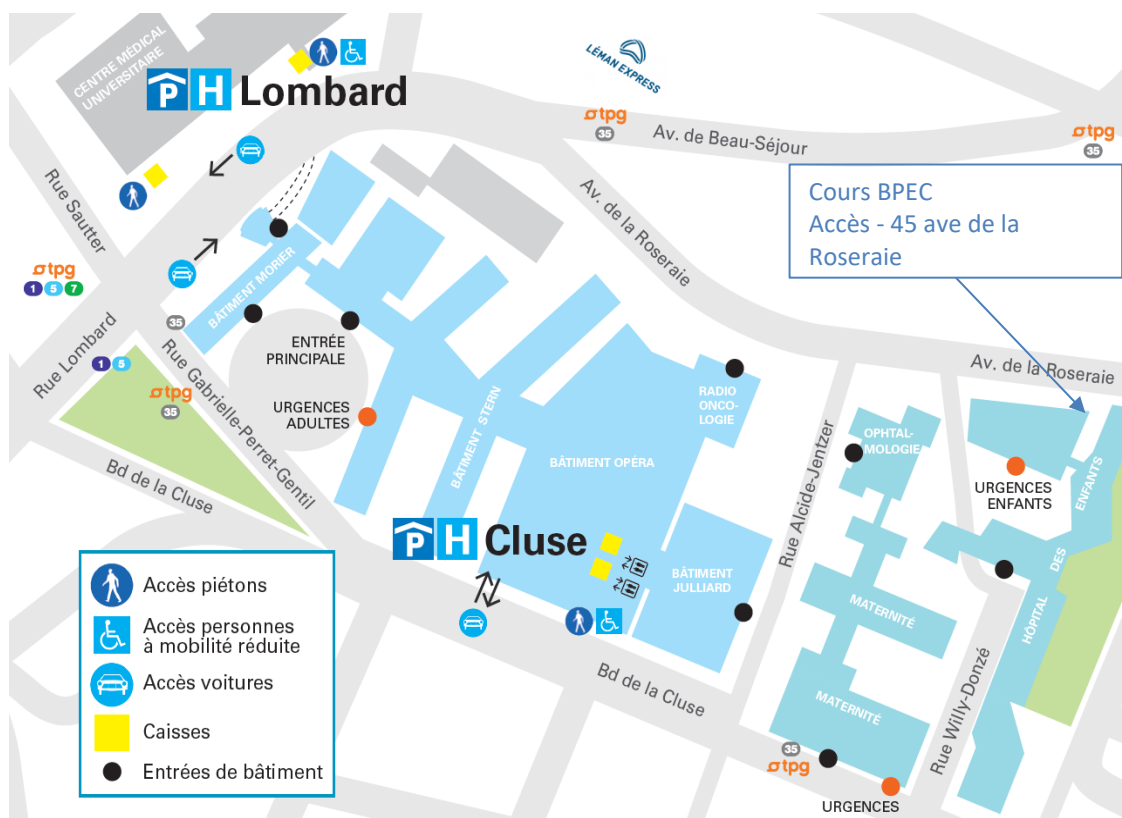 CENTRE MÉDICAL
UNIVERSITAIRE
P H Lombard
LÉMAN EXPRESS
tpg
35
Av. de Beau-Séjour
tpg
35
Cours BPEC
Accès - 45 ave de la
Roseraie
Rue Sautter
Av. de la Roseraie
tpg
1 5 7
35
BÂTIMENT MORIER
ENTRÉE
PRINCIPALE
Rue Lombard
1 5
tpg
35
Rue Gabrielle-Perret-Gentil
URGENCES
ADULTES
BÂTIMENT STERN
BÂTIMENT OPÉRA
RADIO
ONCO-
LOGIE
Av. de la Roseraie
Rue Alcide-Jentzer
OPHTAL-
MOLOGIE
URGENCES
ENFANTS
HÔPITAL DES ENFANTS
Bd de la Cluse
P H Cluse
BÂTIMENT
JULLIARD
MATERNITÉ
MATERNITÉ
Rue Willy-Donzé
Bd de la Cluse
35
tpg
URGENCES
Accès piétons
Accès personnes
à mobilité réduite
Accès voitures
Caisses
Entrées de bâtiment